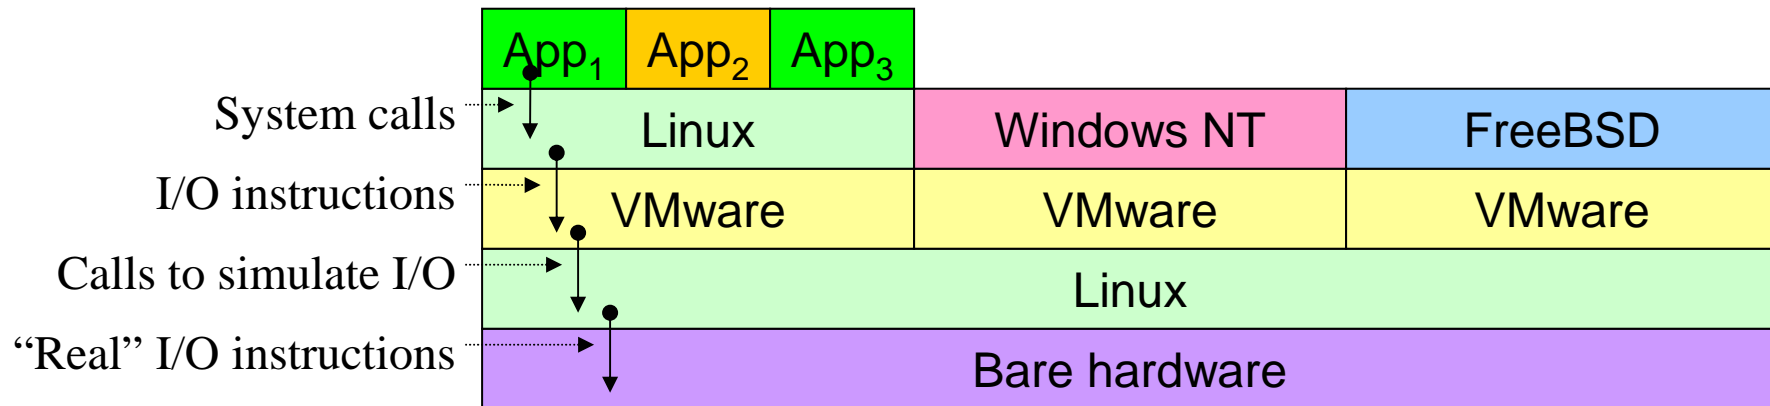 App₁ App₂ App₃
System calls
Linux Windows NT FreeBSD
I/O instructions
VMware VMware VMware
Calls to simulate I/O
Linux
“Real” I/O instructions
Bare hardware